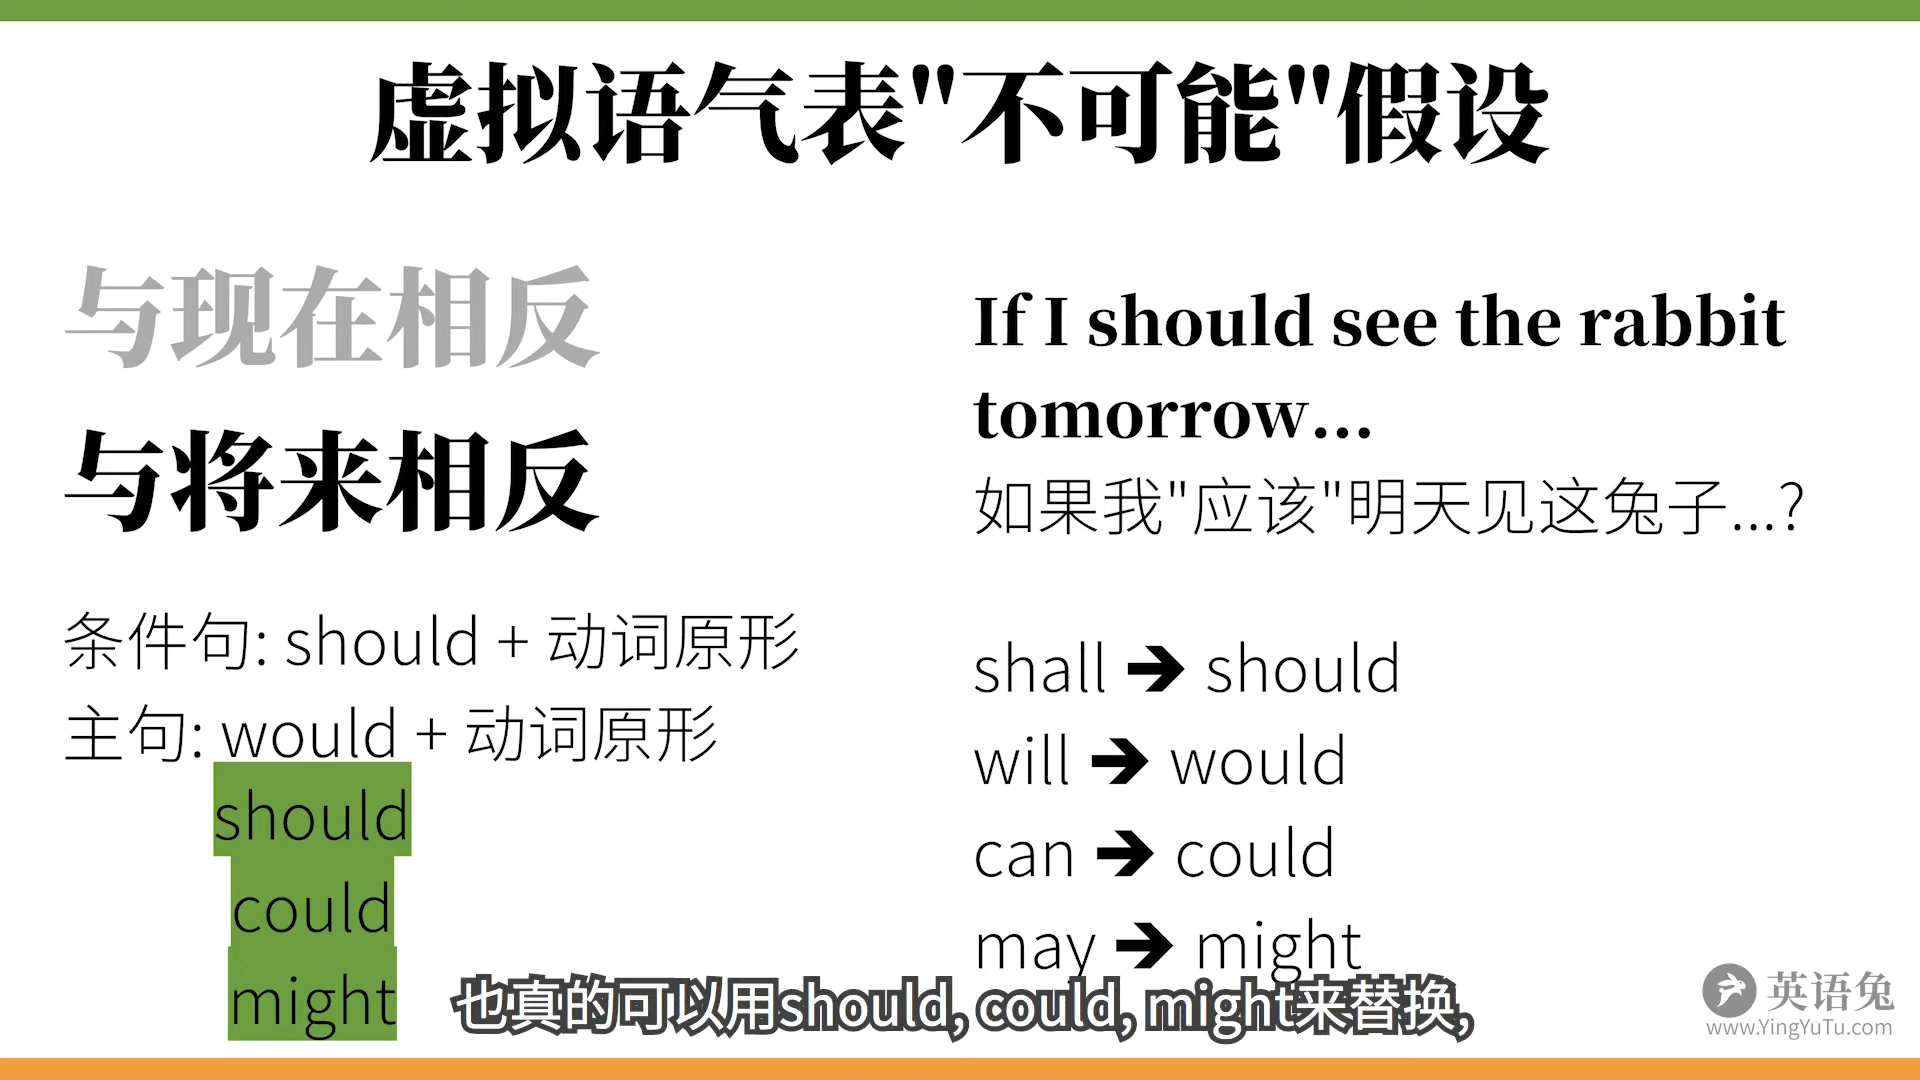 虚拟语气表"不可能"假设
与现在相反
与将来相反
条件句: should + 动词原形
主句: would + 动词原形
should
could
might
If I should see the rabbit
tomorrow...
如果我"应该"明天见这兔子...?
shall ➔ should
will ➔ would
can ➔ could
may ➔ might
也真的可以用should, could, might来替换,
英语兔
www.YingYuTu.com